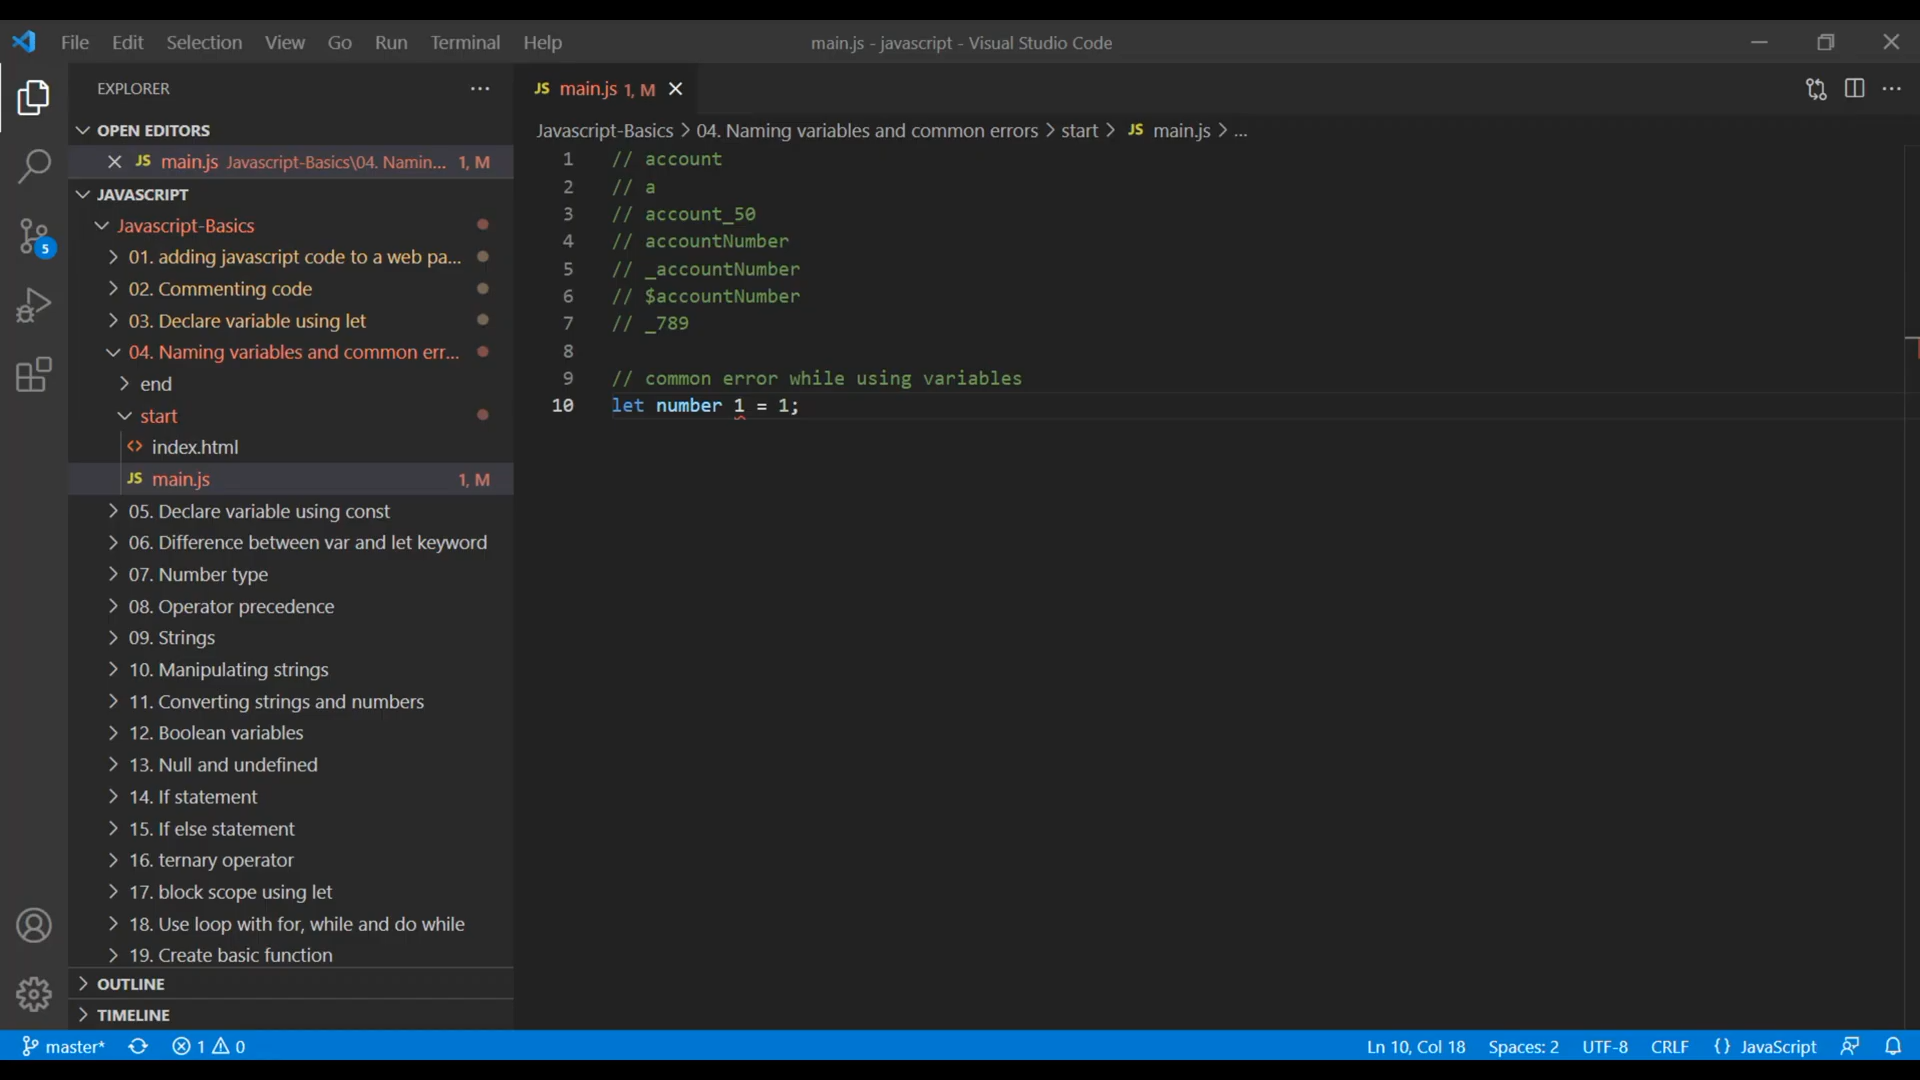 File Edit Selection View Go Run Terminal Help
main.js - javascript - Visual Studio Code
EXPLORER
OPEN EDITORS
JS main.js Javascript-Basics\04. Namin... 1, M
JAVASCRIPT
Javascript-Basics
01. adding javascript code to a web pa...
02. Commenting code
03. Declare variable using let
04. Naming variables and common err...
end
start
index.html
JS main.js 1, M
05. Declare variable using const
06. Difference between var and let keyword
07. Number type
08. Operator precedence
09. Strings
10. Manipulating strings
11. Converting strings and numbers
12. Boolean variables
13. Null and undefined
14. If statement
15. If else statement
16. ternary operator
17. block scope using let
18. Use loop with for, while and do while
19. Create basic function
OUTLINE
TIMELINE
5
JS main.js 1, M
Javascript-Basics > 04. Naming variables and common errors > start > JS main.js > ...
1 // account
2 // a
3 // account_50
4 // accountNumber
5 // _accountNumber
6 // $accountNumber
7 // _789
8
9 // common error while using variables
10 let number 1 = 1;
master* 1 0 Ln 10, Col 18 Spaces: 2 UTF-8 CRLF {} JavaScript